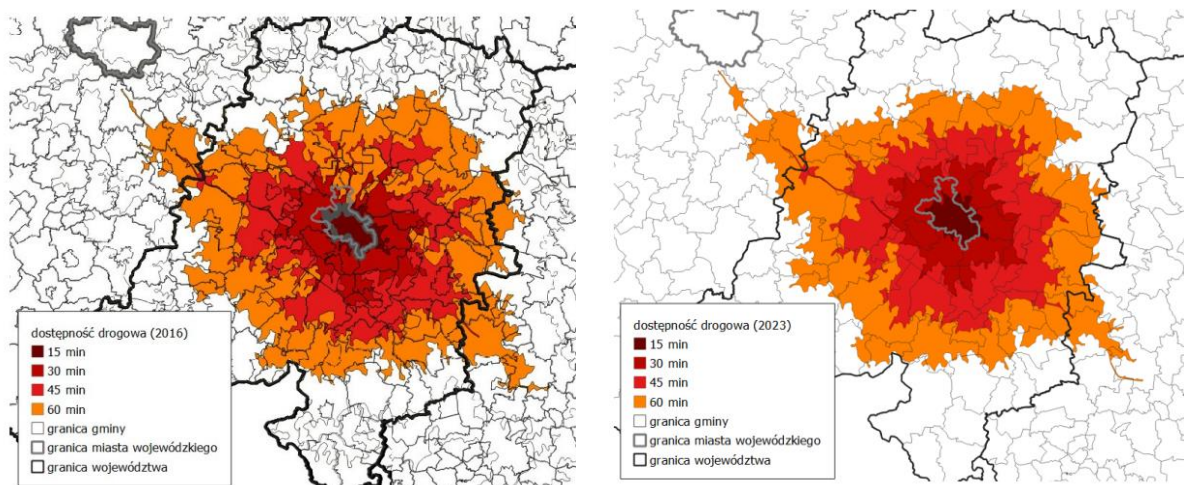 dostępność drogowa (2016)
15 min
30 min
45 min
60 min
granica gminy
granica miasta wojewódzkiego
granica województwa
dostępność drogowa (2023)
15 min
30 min
45 min
60 min
granica gminy
granica miasta wojewódzkiego
granica województwa